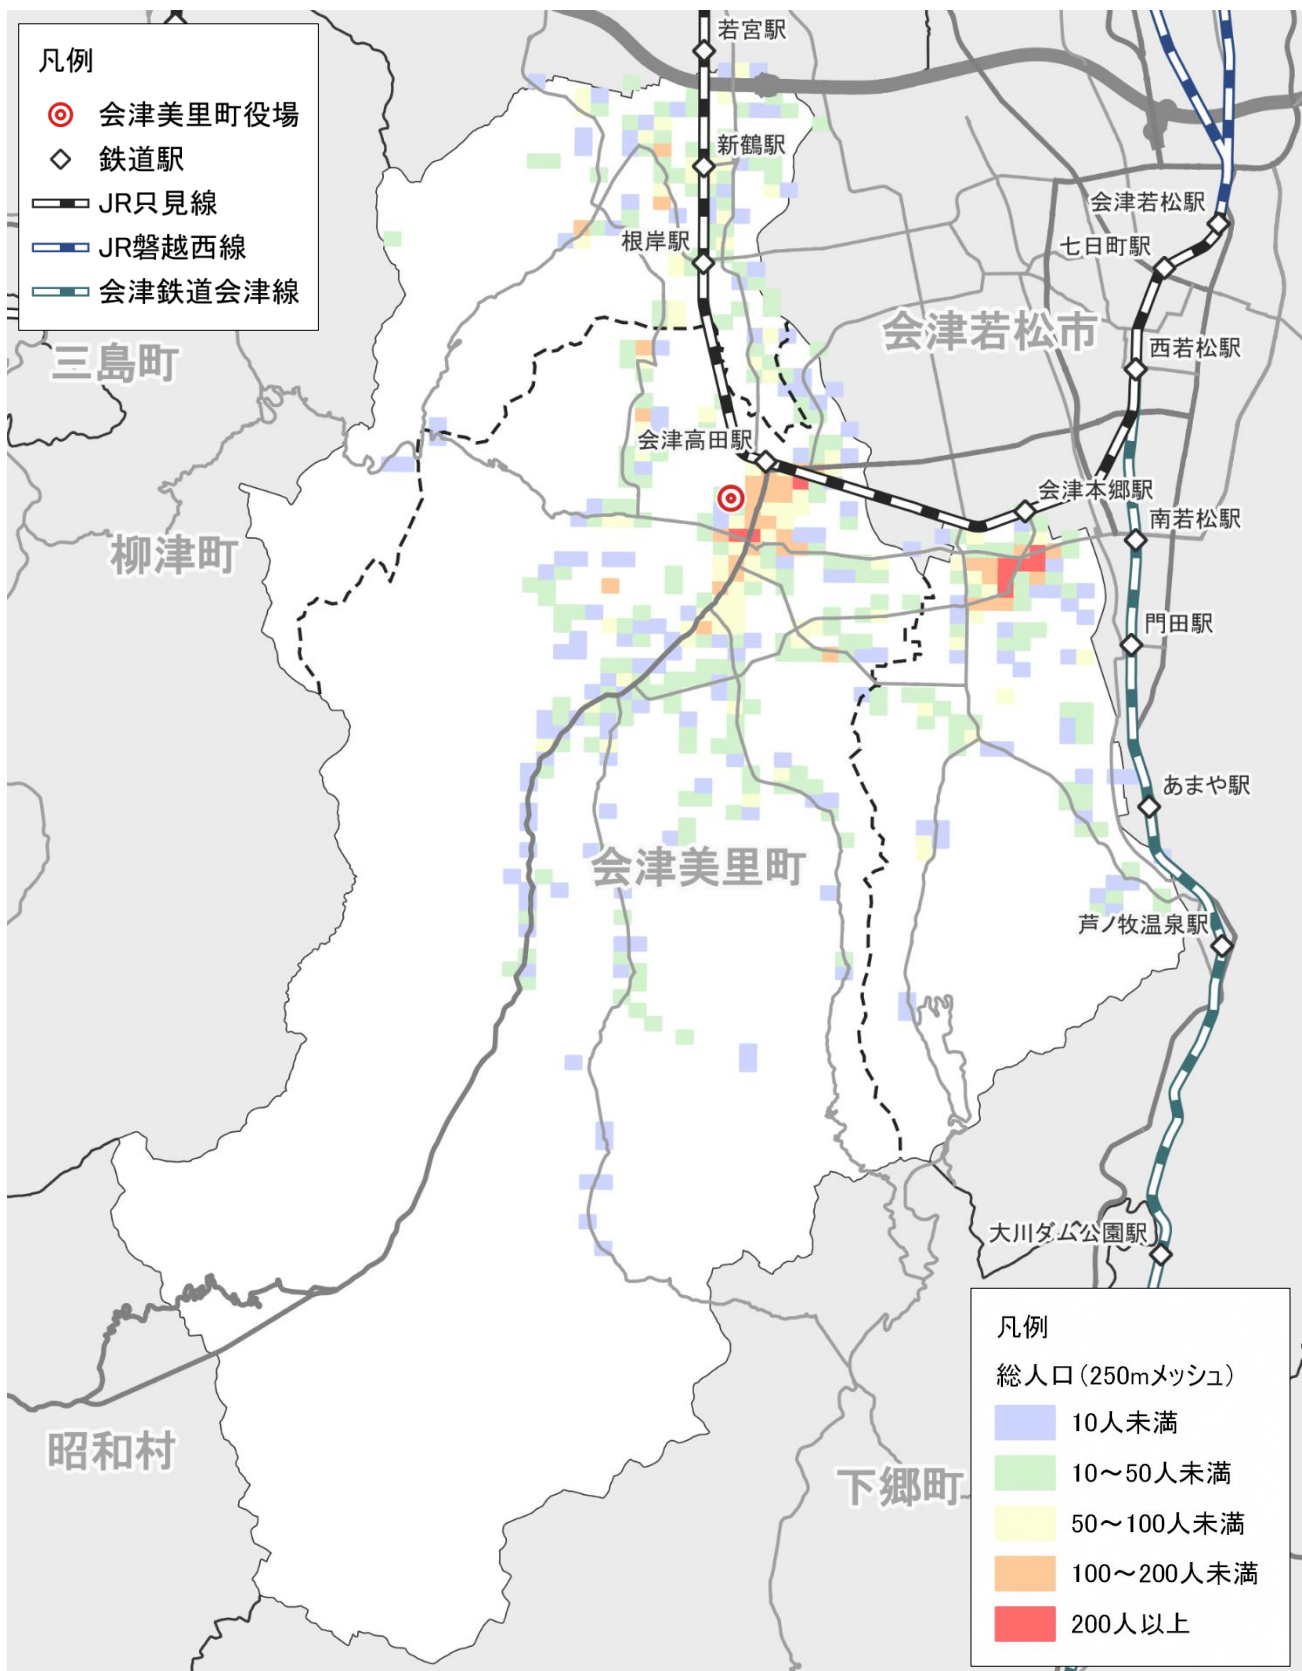 凡例
会津美里町役場
鉄道駅
JR只見線
JR磐越西線
会津鉄道会津線
若宮駅
新鶴駅
根岸駅
会津若松駅
七日町駅
会津若松市
西若松駅
三島町
会津高田駅
会津本郷駅
南若松駅
柳津町
門田駅
あまや駅
会津美里町
芦ノ牧温泉駅
大川ダム公園駅
昭和村
下郷町
凡例
総人口(250mメッシュ)
10人未満
10~50人未満
50~100人未満
100~200人未満
200人以上